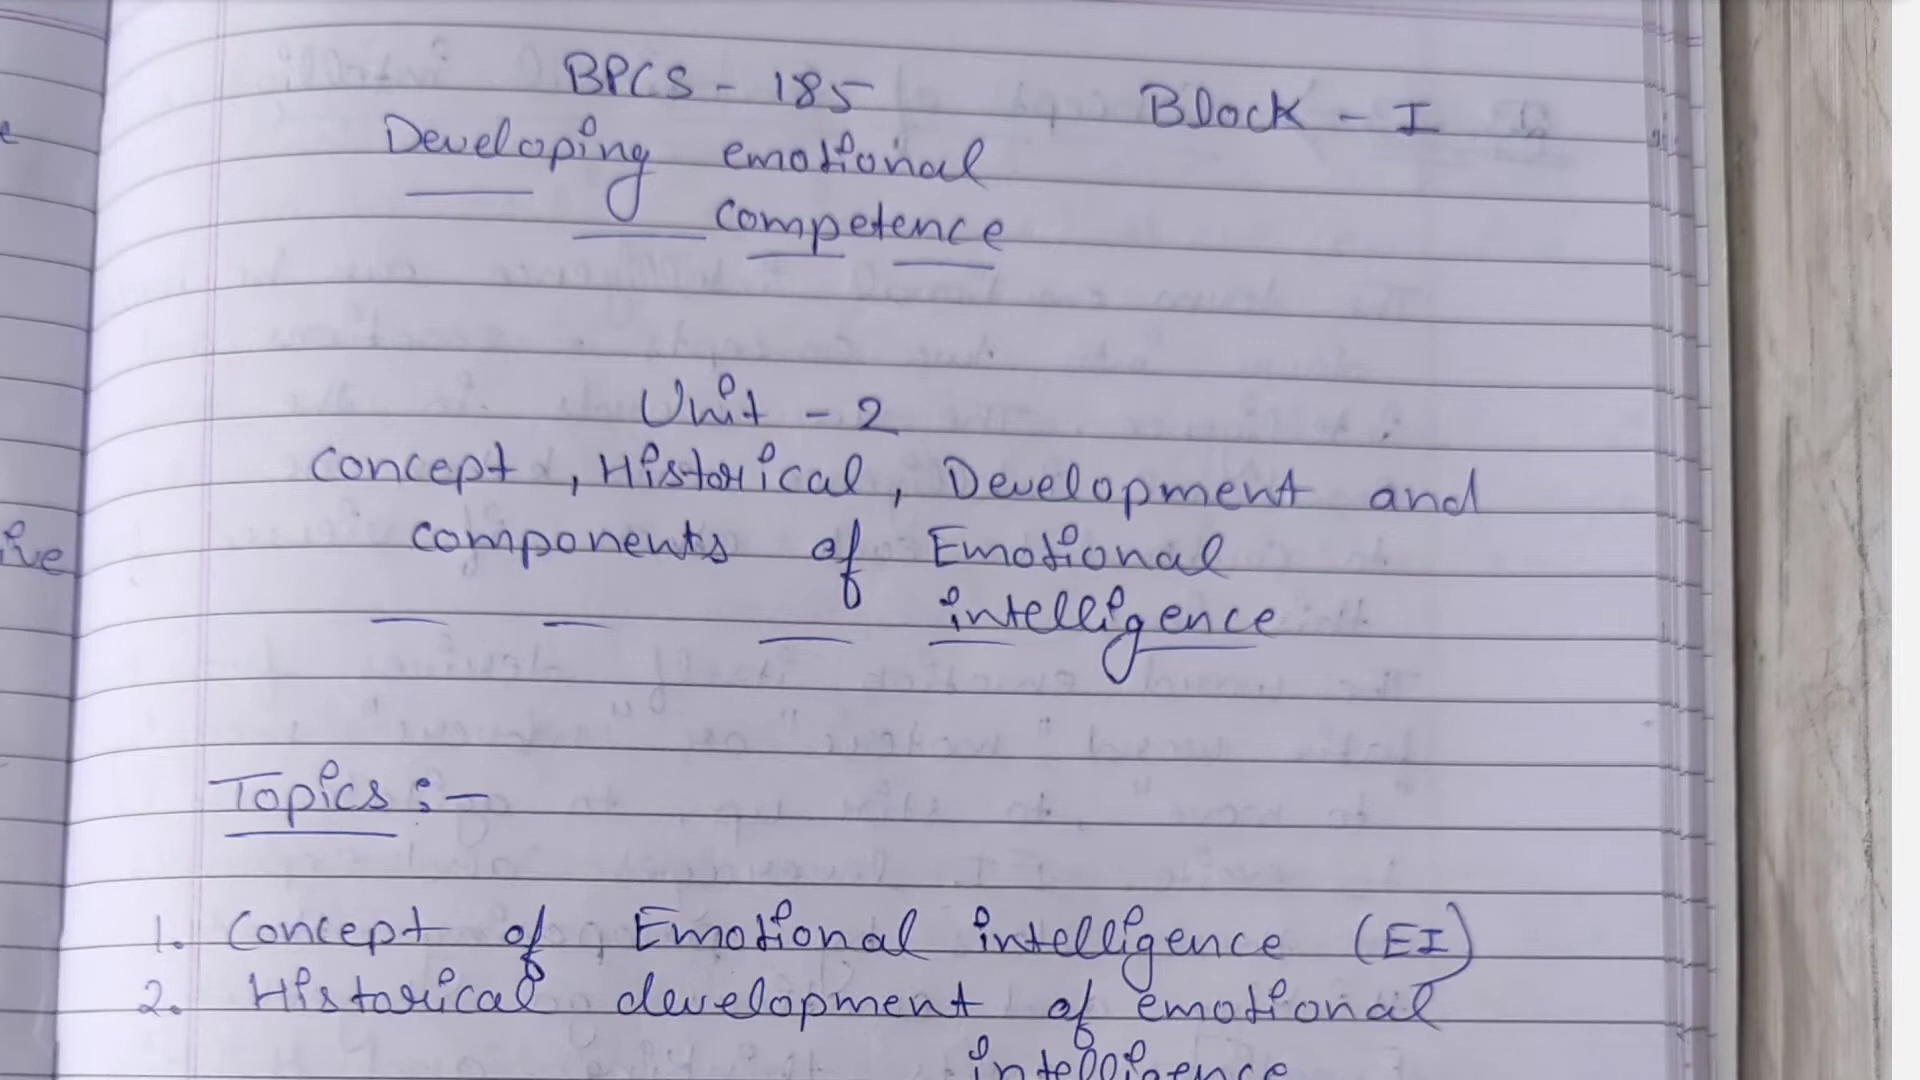 BPCS - 185 Block - I
Developing emotional
competence
Unit - 2
Concept, Historical, Development and
components of Emotional
intelligence
Topics :-
1. Concept of Emotional intelligence (EI)
2. Historical development of emotional
intelligence